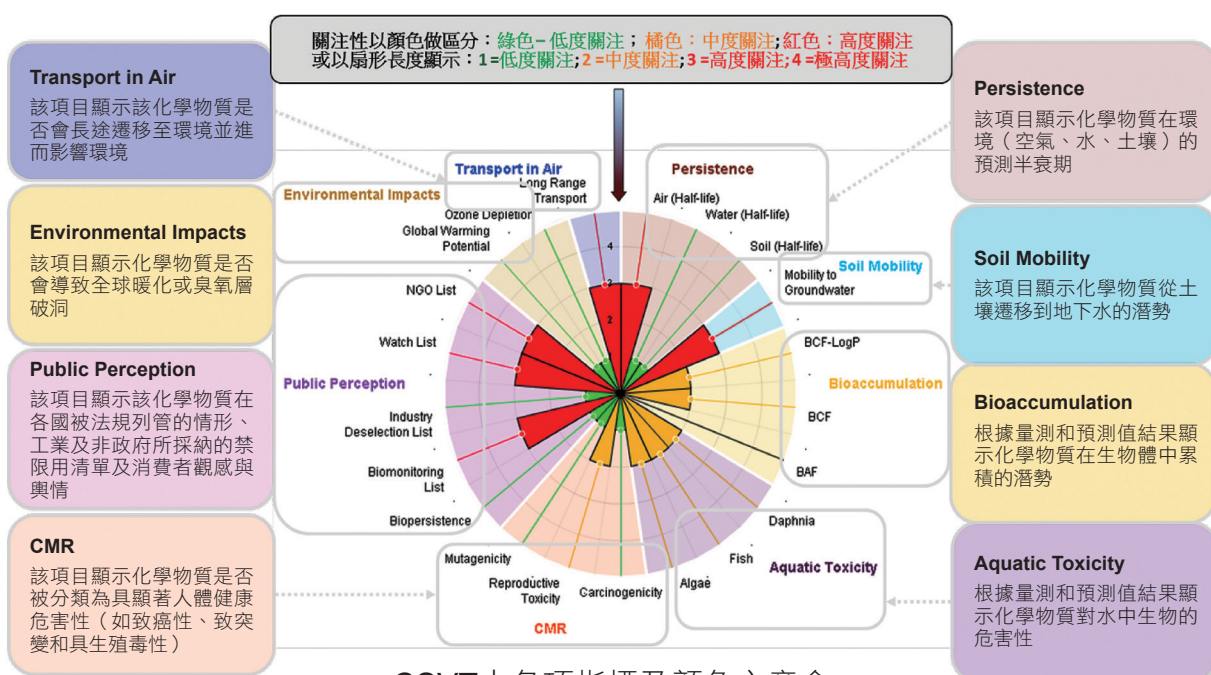 關注性以顏色做區分：綠色–低度關注；橘色：中度關注;紅色：高度關注
或以扇形長度顯示：1=低度關注;2=中度關注;3=高度關注;4=極高度關注
Transport in Air
該項目顯示該化學物質是
否會長途遷移至環境並進
而影響環境
Environmental Impacts
該項目顯示化學物質是否
會導致全球暖化或臭氧層
破洞
Public Perception
該項目顯示該化學物質在
各國被法規列管的情形、
工業及非政府所採納的禁
限用清單及消費者觀感與
輿情
CMR
該項目顯示化學物質是否
被分類為具顯著人體健康
危害性（如致癌性、致突
變和具生殖毒性）
Transport in Air
Long Range
Transport
Environmental Impacts
Ozone Depletion
Global Warming
Potential
NGO List
Watch List
Public Perception
Industry
Deselection List
Biomonitoring
List
Biopersistence
Mutagenicity
Reproductive
Toxicity
Carcinogenicity
CMR
4
3
2
Persistence
Air (Half-life)
Water (Half-life)
Soil (Half-life)
Soil Mobility
Mobility to
Groundwater
BCF-LogP
Bioaccumulation
BCF
BAF
Daphnia
Fish
Algae
Aquatic Toxicity
Persistence
該項目顯示化學物質在環
境（空氣、水、土壤）的
預測半衰期
Soil Mobility
該項目顯示化學物質從土
壤遷移到地下水的潛勢
Bioaccumulation
根據量測和預測值結果顯
示化學物質在生物體中累
積的潛勢
Aquatic Toxicity
根據量測和預測值結果顯
示化學物質對水中生物的
危害性